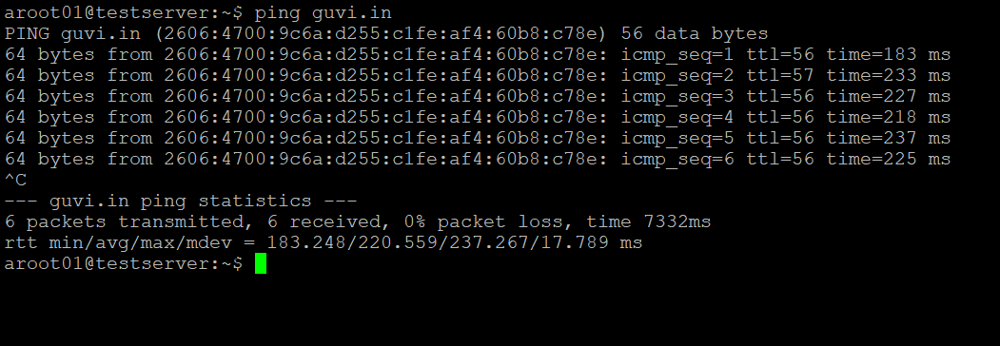 aroot01@testserver:~$ ping guvi.in
PING guvi.in (2606:4700:9c6a:d255:c1fe:af4:60b8:c78e) 56 data bytes
64 bytes from 2606:4700:9c6a:d255:c1fe:af4:60b8:c78e: icmp_seq=1 ttl=56 time=183 ms
64 bytes from 2606:4700:9c6a:d255:c1fe:af4:60b8:c78e: icmp_seq=2 ttl=57 time=233 ms
64 bytes from 2606:4700:9c6a:d255:c1fe:af4:60b8:c78e: icmp_seq=3 ttl=56 time=227 ms
64 bytes from 2606:4700:9c6a:d255:c1fe:af4:60b8:c78e: icmp_seq=4 ttl=56 time=218 ms
64 bytes from 2606:4700:9c6a:d255:c1fe:af4:60b8:c78e: icmp_seq=5 ttl=56 time=237 ms
64 bytes from 2606:4700:9c6a:d255:c1fe:af4:60b8:c78e: icmp_seq=6 ttl=56 time=225 ms
^C
--- guvi.in ping statistics ---
6 packets transmitted, 6 received, 0% packet loss, time 7332ms
rtt min/avg/max/mdev = 183.248/220.559/237.267/17.789 ms
aroot01@testserver:~$